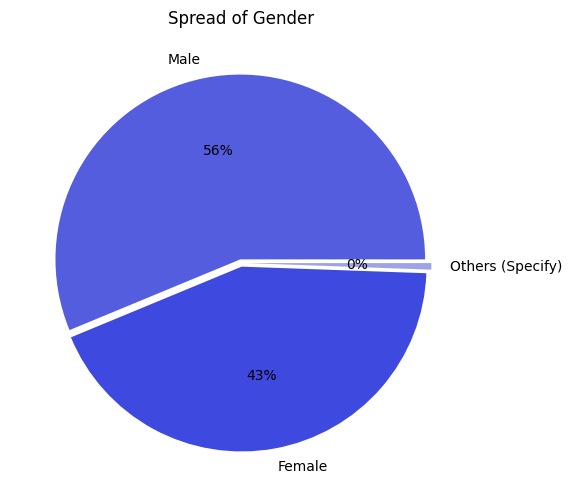 Spread of Gender
Male
56%
0%
Others (Specify)
43%
Female